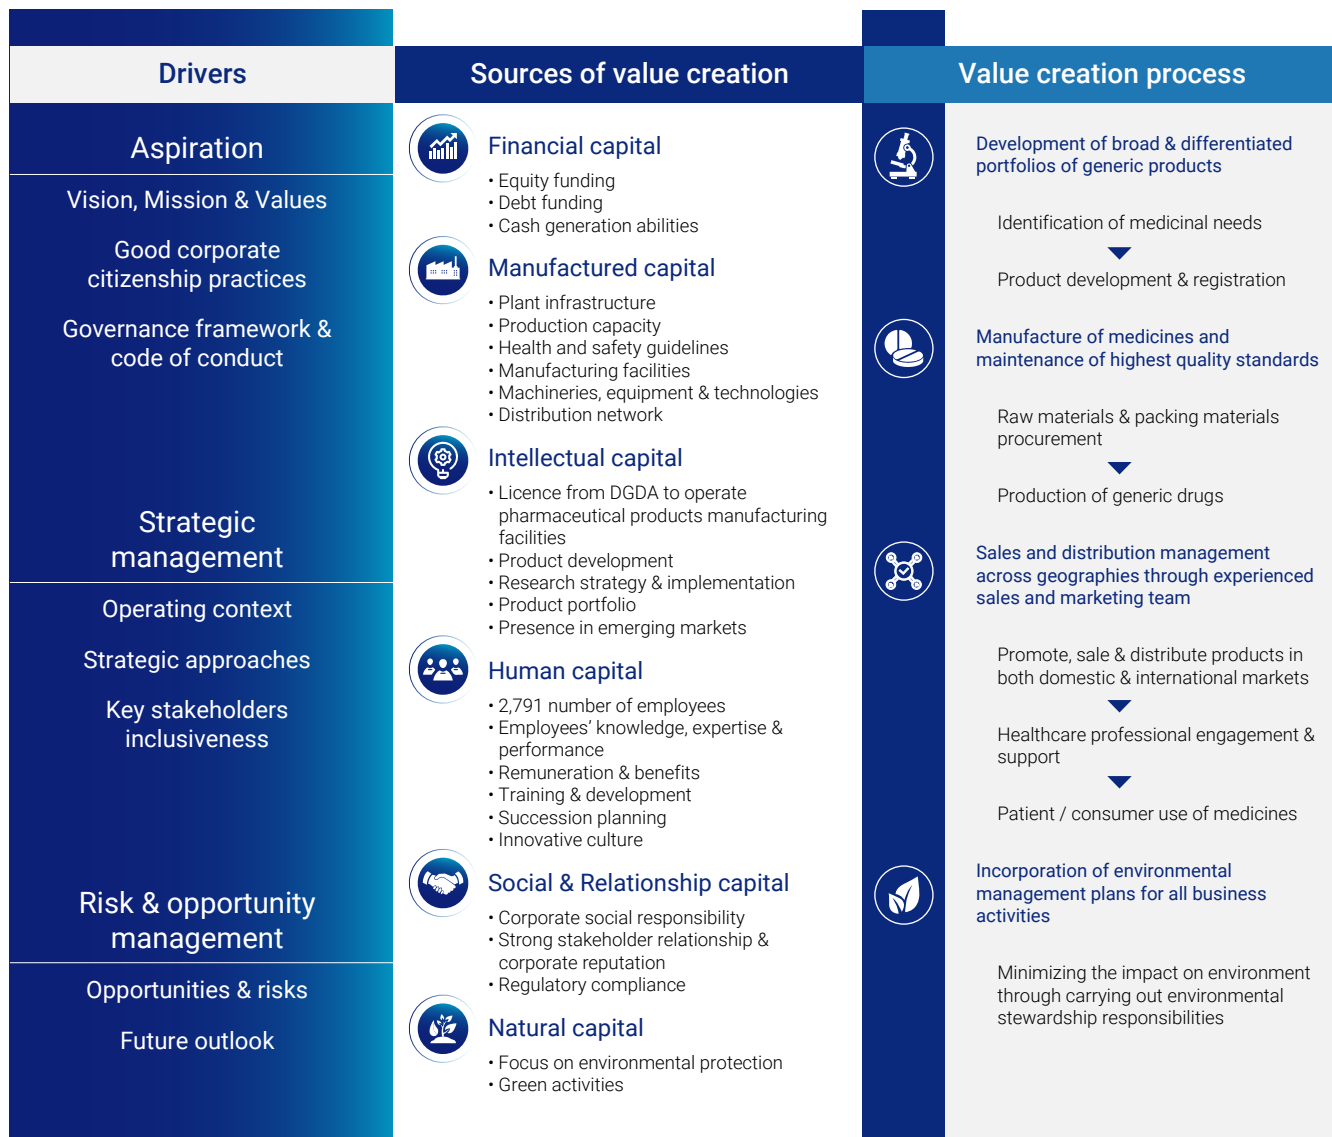 Drivers
Aspiration
Vision, Mission & Values
Good corporate
citizenship practices
Governance framework &
code of conduct
Strategic
management
Operating context
Strategic approaches
Key stakeholders
inclusiveness
Risk & opportunity
management
Opportunities & risks
Future outlook
Sources of value creation
Financial capital
• Equity funding
• Debt funding
• Cash generation abilities
Manufactured capital
• Plant infrastructure
• Production capacity
• Health and safety guidelines
• Manufacturing facilities
• Machineries, equipment & technologies
• Distribution network
Intellectual capital
• Licence from DGDA to operate
pharmaceutical products manufacturing
facilities
• Product development
• Research strategy & implementation
• Product portfolio
• Presence in emerging markets
Human capital
• 2,791 number of employees
• Employees’ knowledge, expertise &
performance
• Remuneration & benefits
• Training & development
• Succession planning
• Innovative culture
Social & Relationship capital
• Corporate social responsibility
• Strong stakeholder relationship &
corporate reputation
• Regulatory compliance
Natural capital
• Focus on environmental protection
• Green activities
Value creation process
Development of broad & differentiated
portfolios of generic products
Identification of medicinal needs
Product development & registration
Manufacture of medicines and
maintenance of highest quality standards
Raw materials & packing materials
procurement
Production of generic drugs
Sales and distribution management
across geographies through experienced
sales and marketing team
Promote, sale & distribute products in
both domestic & international markets
Healthcare professional engagement &
support
Patient / consumer use of medicines
Incorporation of environmental
management plans for all business
activities
Minimizing the impact on environment
through carrying out environmental
stewardship responsibilities